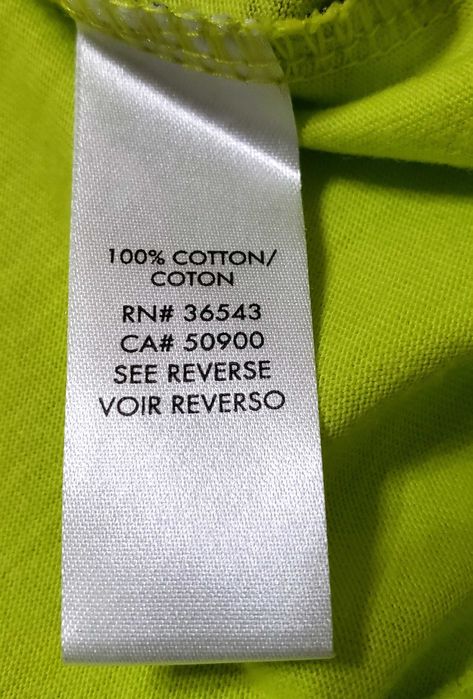 100% COTTON/
COTON
RN# 36543
CA# 50900
SEE REVERSE
VOIR REVERSO